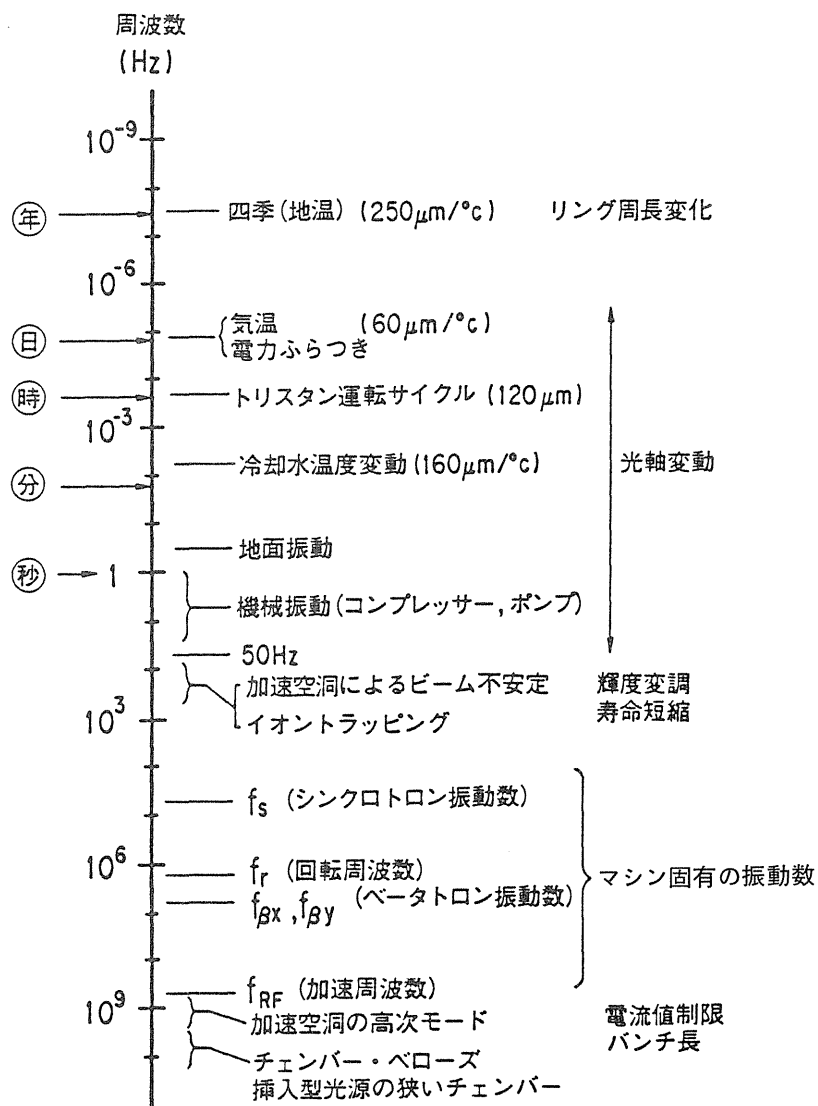 周波数
(Hz)
10⁻⁹
年 四季(地温) (250μm/°c) リング周長変化
10⁻⁶
日 気温 (60μm/°c)
電力ふらつき
時 トリスタン運転サイクル (120μm)
10⁻³
冷却水温度変動 (160μm/°c) 光軸変動
分
地面振動
秒 1
機械振動 (コンプレッサー, ポンプ)
50Hz
加速空洞によるビーム不安定 輝度変調
イオントラッピング 寿命短縮
10³
fs (シンクロトロン振動数)
10⁶ fr (回転周波数) マシン固有の振動数
fβx, fβy (ベータトロン振動数)
fRF (加速周波数)
10⁹ 加速空洞の高次モード 電流値制限
バンチ長
チェンバー・ベローズ
挿入型光源の狭いチェンバー